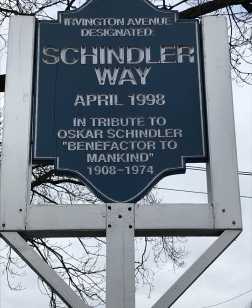 IRVINGTON AVENUE
DESIGNATED:
SCHINDLER
WAY
APRIL 1998
IN TRIBUTE TO
OSKAR SCHINDLER
"BENEFACTOR TO
MANKIND"
1908-1974